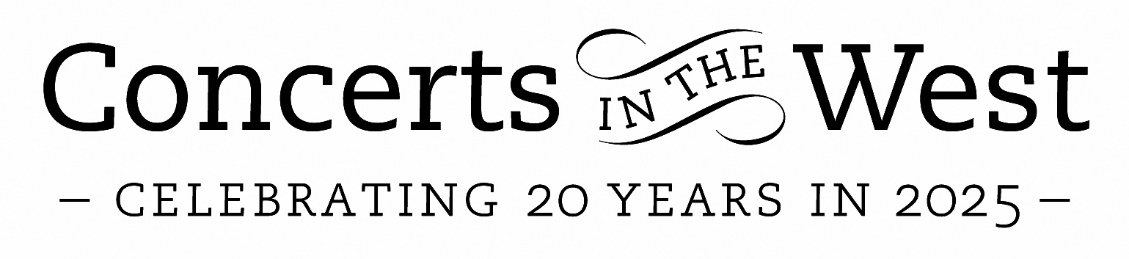 Concerts IN THE West
— CELEBRATING 20 YEARS IN 2025 —